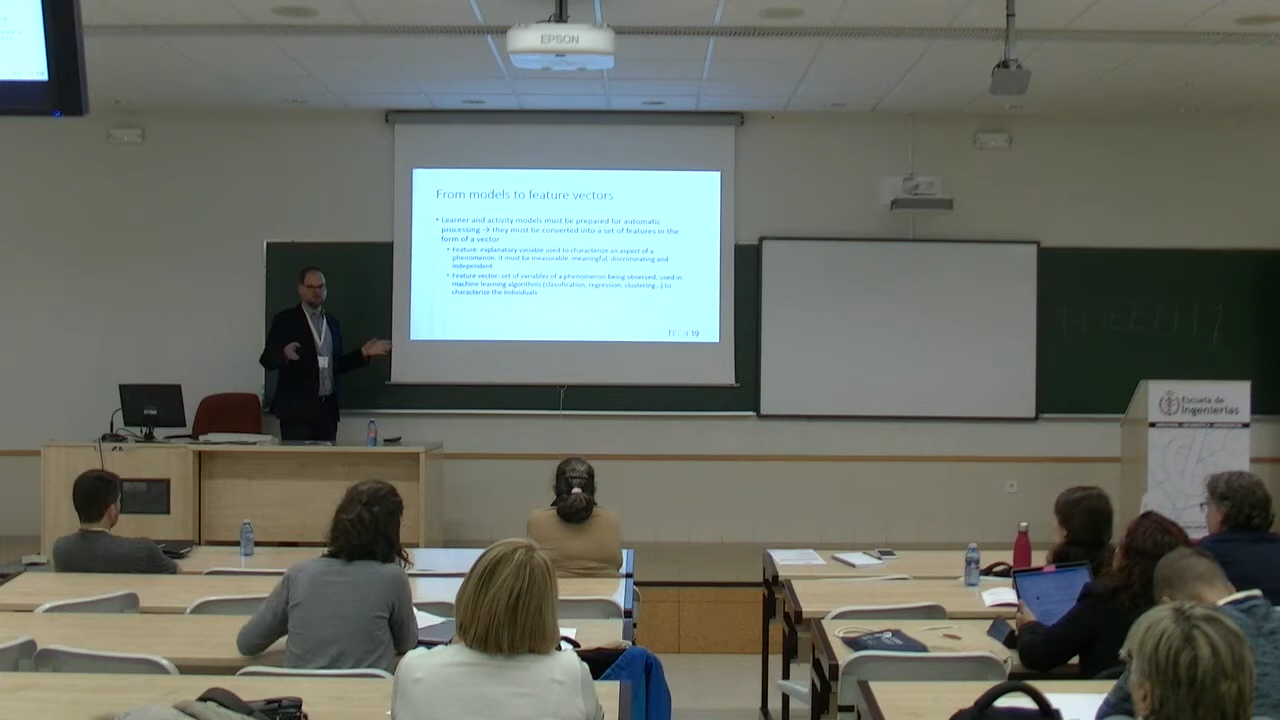 EPSON
From models to feature vectors
• Learner and activity models must be prepared for automatic
processing → they must be converted into a set of features in the
form of a vector
• Feature: explanatory variable used to characterize an aspect of a
phenomenon. It must be measurable, meaningful, discriminating and
independent
• Feature vector: set of variables of a phenomenon being observed, used in
machine learning algorithms (classification, regression, clustering...) to
characterize the individuals
19
Escuela de
Ingenierías